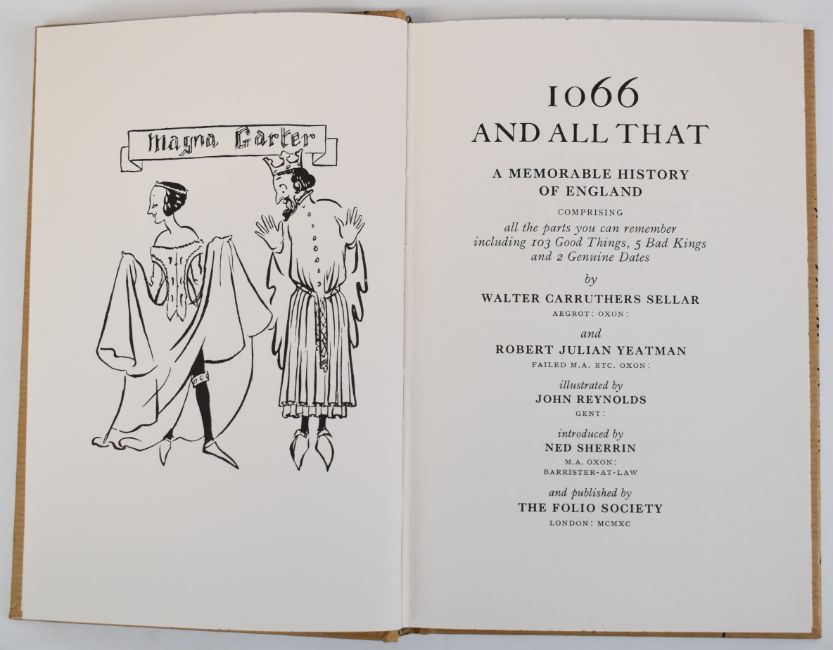 Magna Garter
1066
AND ALL THAT
A MEMORABLE HISTORY
OF ENGLAND
COMPRISING
all the parts you can remember
including 103 Good Things, 5 Bad Kings
and 2 Genuine Dates
by
WALTER CARRUTHERS SELLAR
AEGROT: OXON:
and
ROBERT JULIAN YEATMAN
FAILED M.A. ETC. OXON:
illustrated by
JOHN REYNOLDS
GENT:
introduced by
NED SHERRIN
M.A. OXON:
BARRISTER-AT-LAW
and published by
THE FOLIO SOCIETY
LONDON: MCMXC